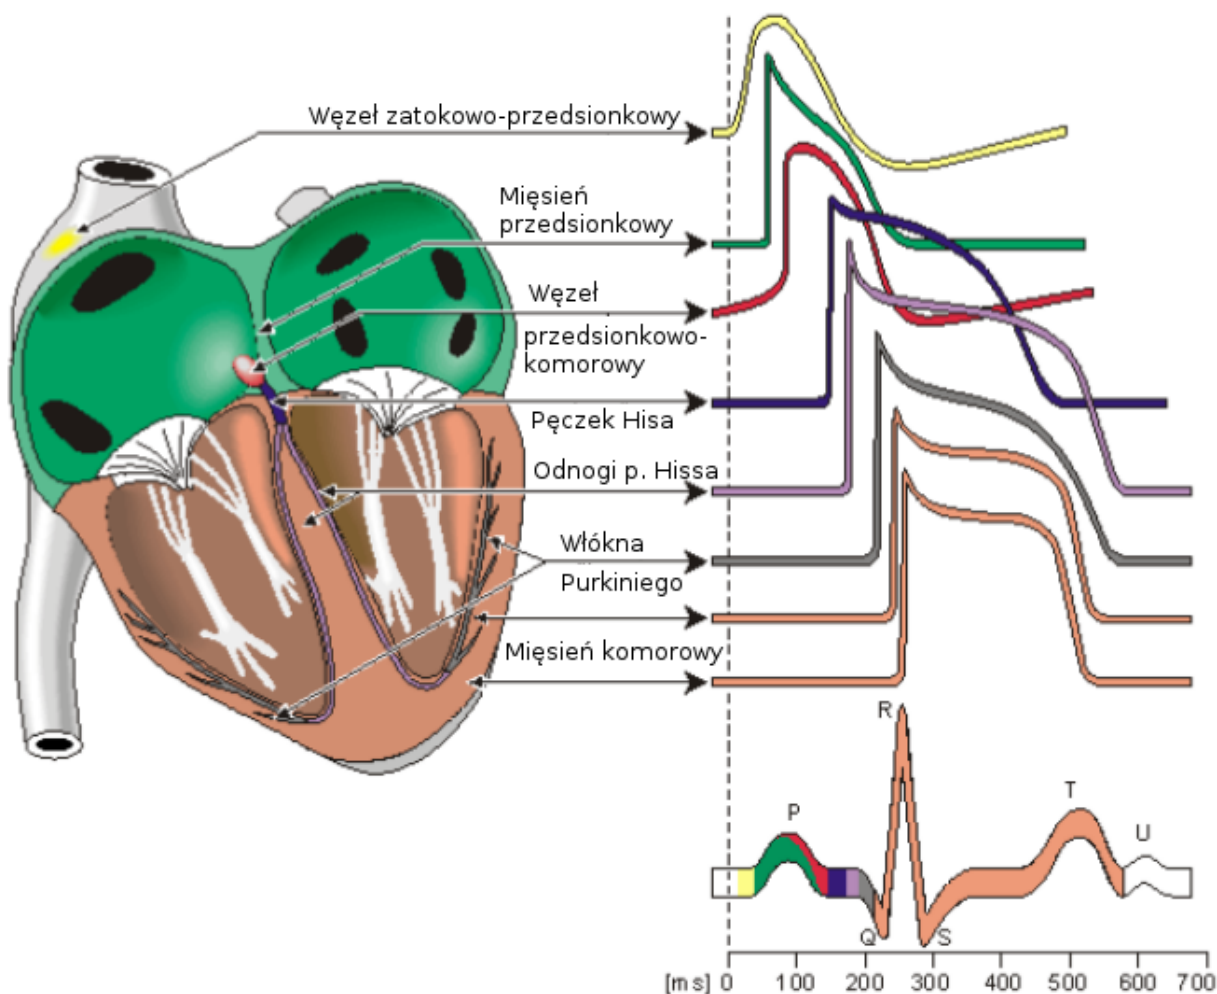 Węzeł zatokowo-przedsionkowy
Mięsień
przedsionkowy
Węzeł
przedsionkowo-
komorowy
Pęczek Hisa
Odnogi p. Hissa
Włókna
Purkiniego
Mięsień komorowy
R
T
P
U
Q
S
[ms] 0 100 200 300 400 500 600 700